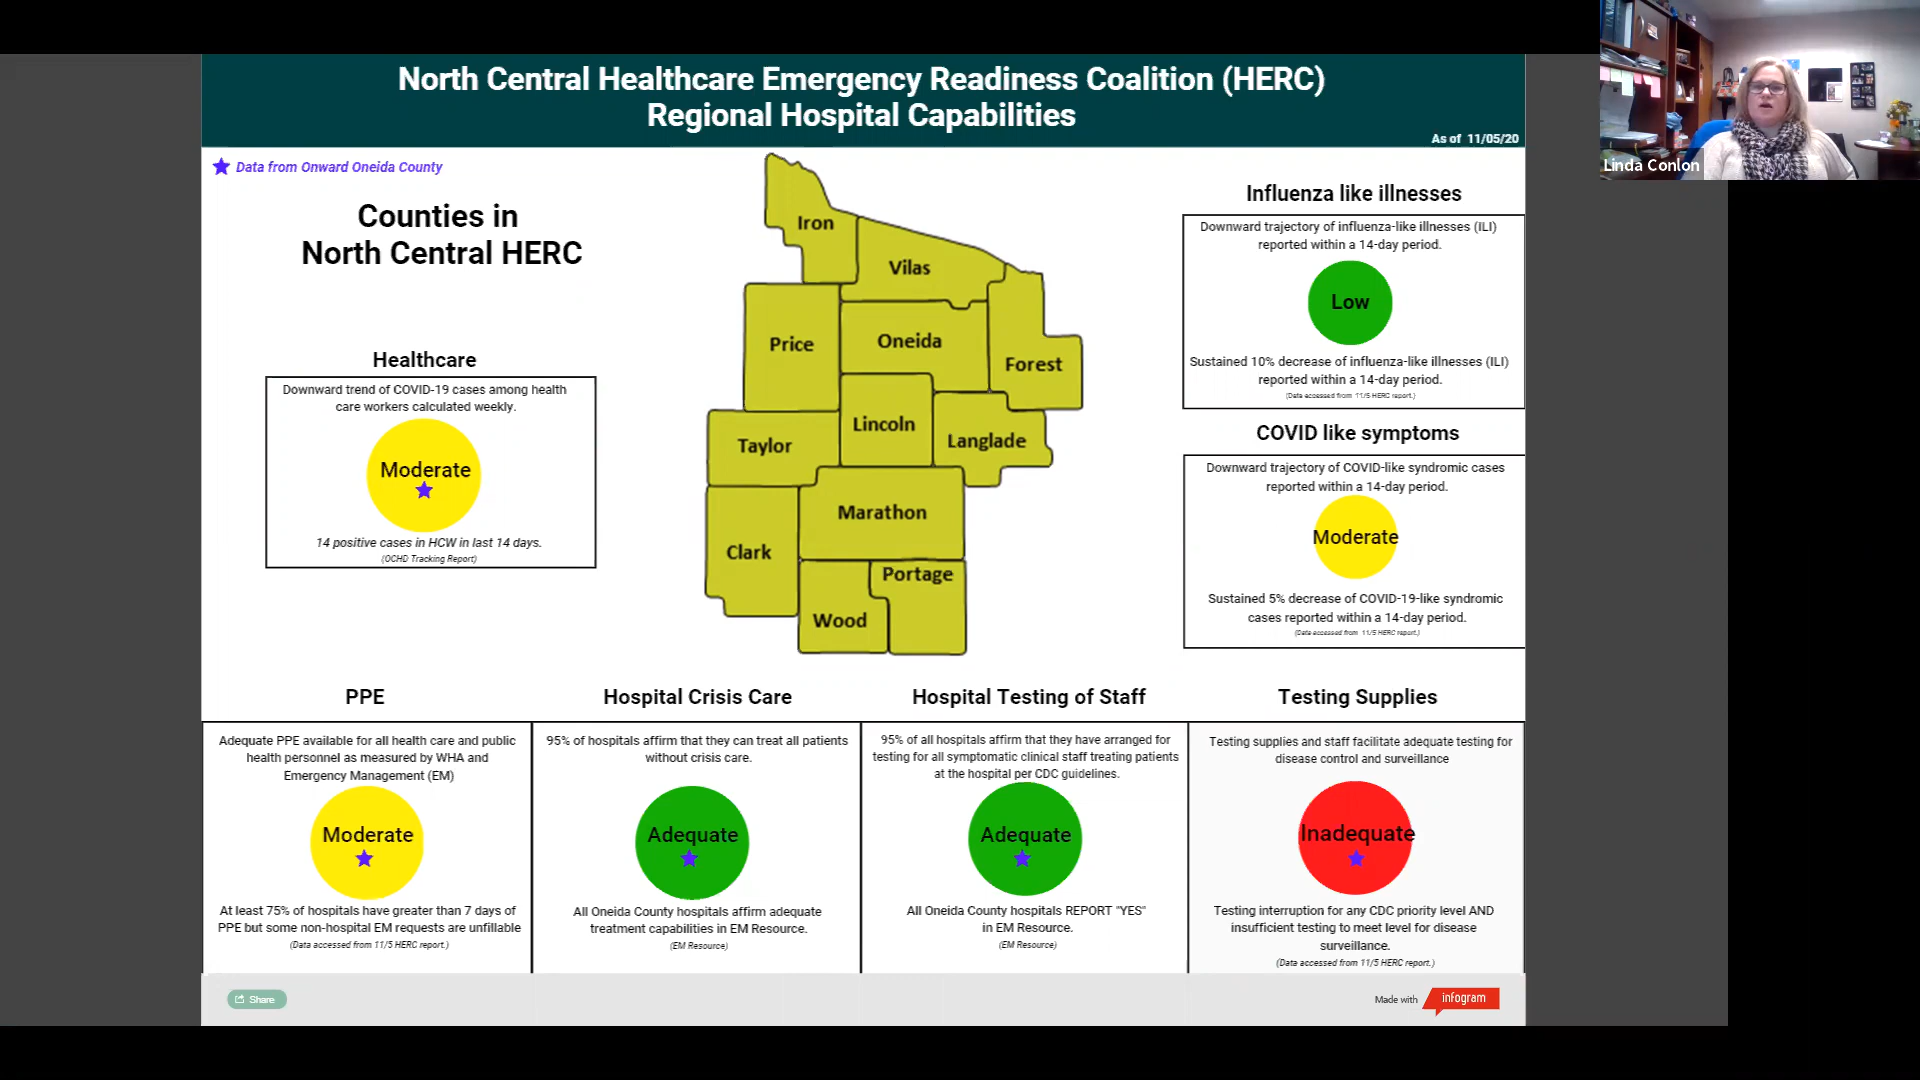 North Central Healthcare Emergency Readiness Coalition (HERC)
Regional Hospital Capabilities
As of 11/05/20
Linda Conlon
Data from Onward Oneida County
Counties in
North Central HERC
Healthcare
Downward trend of COVID-19 cases among health
care workers calculated weekly.
Moderate
14 positive cases in HCW in last 14 days.
(OCHD Tracking Report)
Iron
Vilas
Price
Oneida
Forest
Lincoln
Taylor
Langlade
Marathon
Clark
Portage
Wood
Influenza like illnesses
Downward trajectory of influenza-like illnesses (ILI)
reported within a 14-day period.
Low
Sustained 10% decrease of influenza-like illnesses (ILI)
reported within a 14-day period.
(Data accessed from 11/5 HERC report.)
COVID like symptoms
Downward trajectory of COVID-like syndromic cases
reported within a 14-day period.
Moderate
Sustained 5% decrease of COVID-19-like syndromic
cases reported within a 14-day period.
(Data accessed from 11/5 HERC report.)
PPE
Adequate PPE available for all health care and public
health personnel as measured by WHA and
Emergency Management (EM)
Moderate
At least 75% of hospitals have greater than 7 days of
PPE but some non-hospital EM requests are unfillable
(Data accessed from 11/5 HERC report.)
Hospital Crisis Care
95% of hospitals affirm that they can treat all patients
without crisis care.
Adequate
All Oneida County hospitals affirm adequate
treatment capabilities in EM Resource.
(EM Resource)
Hospital Testing of Staff
95% of all hospitals affirm that they have arranged for
testing for all symptomatic clinical staff treating patients
at the hospital per CDC guidelines.
Adequate
All Oneida County hospitals REPORT "YES"
in EM Resource.
(EM Resource)
Testing Supplies
Testing supplies and staff facilitate adequate testing for
disease control and surveillance
Inadequate
Testing interruption for any CDC priority level AND
insufficient testing to meet level for disease
surveillance.
(Data accessed from 11/5 HERC report.)
Share
Made with
infogram